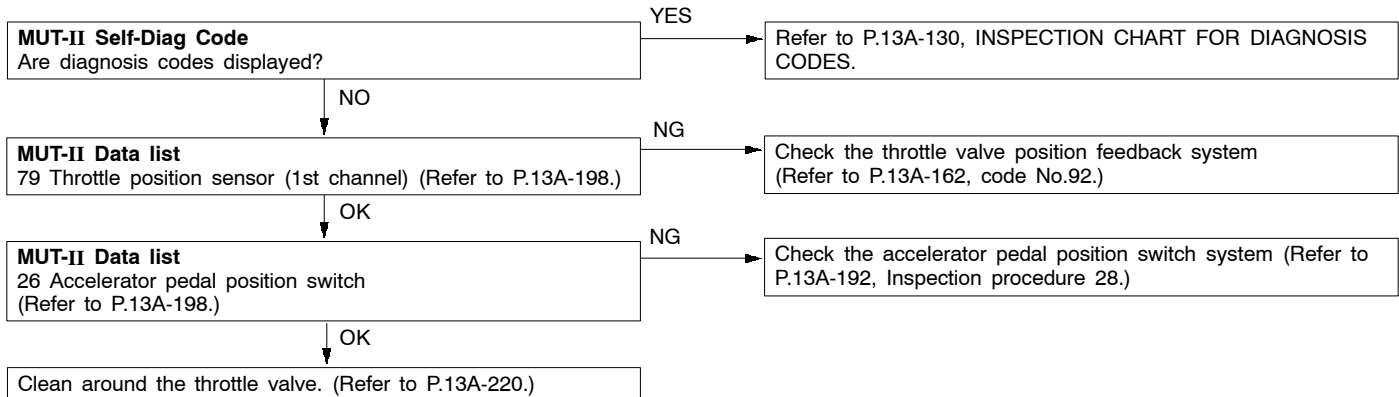 MUT-II Self-Diag Code
Are diagnosis codes displayed?
YES
Refer to P.13A-130, INSPECTION CHART FOR DIAGNOSIS
CODES.
NO
MUT-II Data list
79 Throttle position sensor (1st channel) (Refer to P.13A-198.)
NG
Check the throttle valve position feedback system
(Refer to P.13A-162, code No.92.)
OK
MUT-II Data list
26 Accelerator pedal position switch
(Refer to P.13A-198.)
NG
Check the accelerator pedal position switch system (Refer to
P.13A-192, Inspection procedure 28.)
OK
Clean around the throttle valve. (Refer to P.13A-220.)